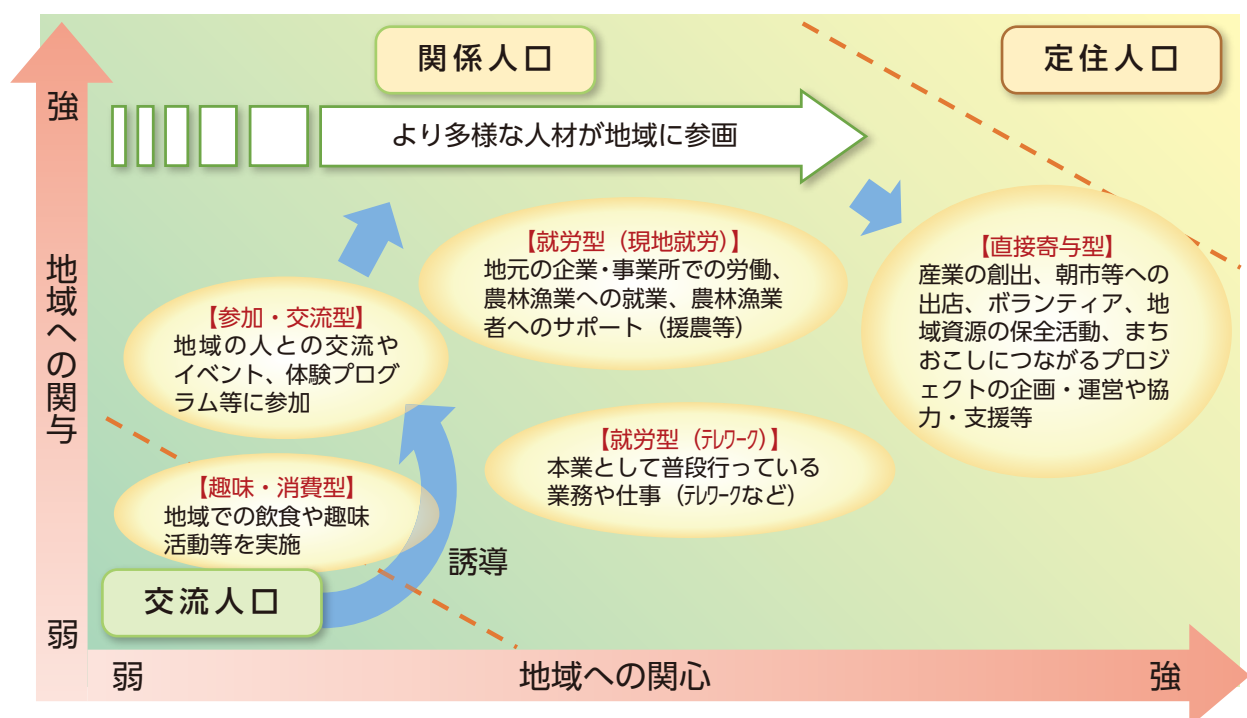 関係人口
定住人口
強
より多様な人材が地域に参画
地域への関与
【就労型（現地就労）】
地元の企業・事業所での労働、
農林漁業への就業、農林漁業
者へのサポート（援農等）
【直接寄与型】
産業の創出、朝市等への
出店、ボランティア、地
域資源の保全活動、まち
おこしにつながるプロジ
ェクトの企画・運営や協
力・支援等
【参加・交流型】
地域の人との交流や
イベント、体験プログ
ラム等に参加
【就労型（ﾃﾚﾜｰｸ）】
本業として普段行っている
業務や仕事（ﾃﾚﾜｰｸなど）
【趣味・消費型】
地域での飲食や趣味
活動等を実施
誘導
交流人口
弱
弱
地域への関心
強